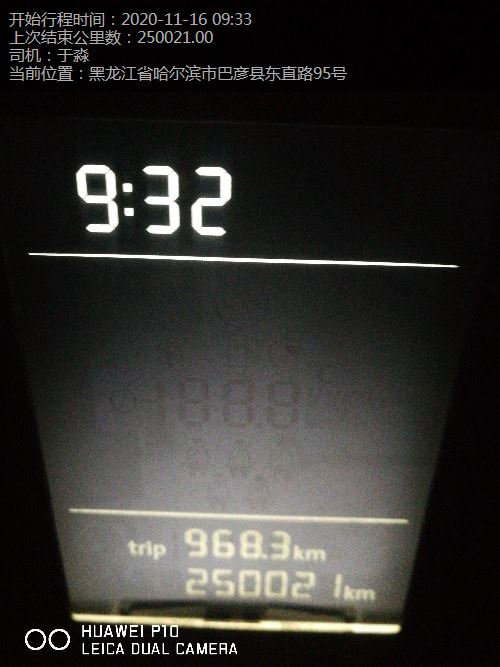 开始行程时间：2020-11-16 09:33
上次结束公里数：250021.00
司机：于淼
当前位置：黑龙江省哈尔滨市巴彦县东直路95号
9:32
trip 968.3km
250021km
HUAWEI P10
LEICA DUAL CAMERA